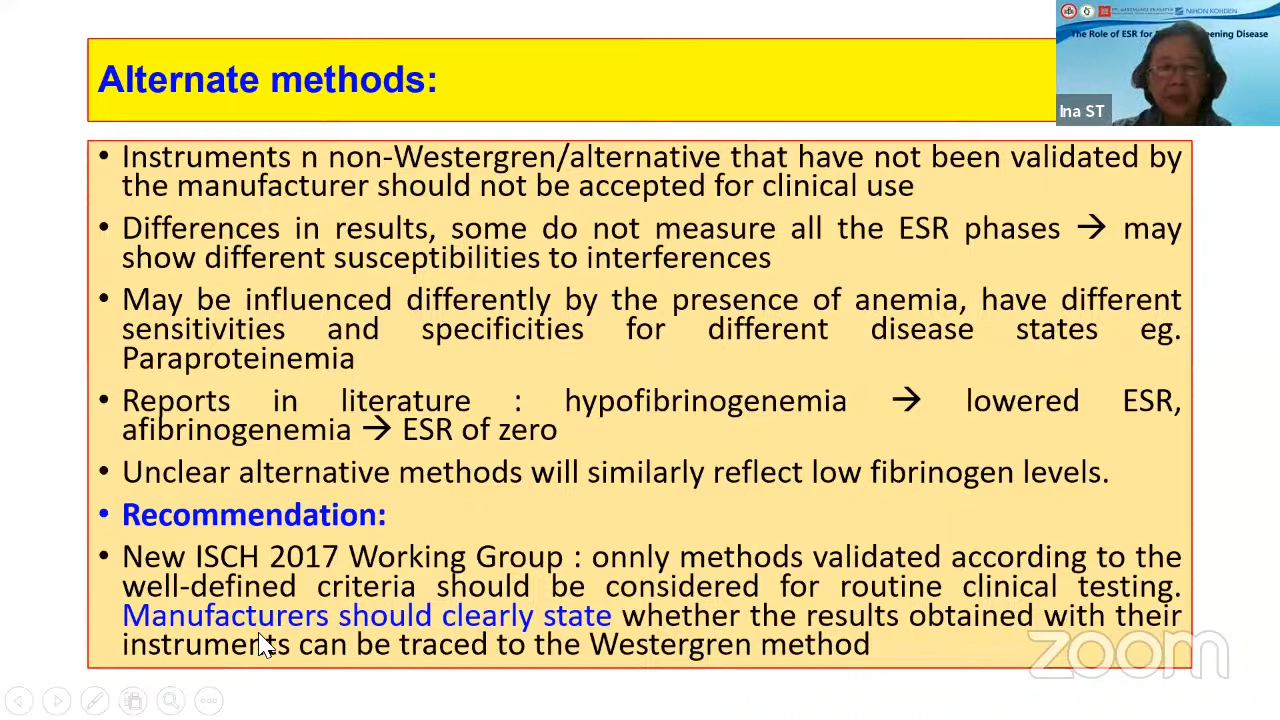 Alternate methods:
NIHON KOHDEN
The Role of ESR for
ening Disease
Ina ST
• Instruments n non-Westergren/alternative that have not been validated by
the manufacturer should not be accepted for clinical use
• Differences in results, some do not measure all the ESR phases → may
show different susceptibilities to interferences
• May be influenced differently by the presence of anemia, have different
sensitivities and specificities for different disease states eg.
Paraproteinemia
• Reports in literature : hypofibrinogenemia → lowered ESR,
afibrinogenemia → ESR of zero
• Unclear alternative methods will similarly reflect low fibrinogen levels.
• Recommendation:
• New ISCH 2017 Working Group : onnly methods validated according to the
well-defined criteria should be considered for routine clinical testing.
Manufacturers should clearly state whether the results obtained with their
instruments can be traced to the Westergren method
zoom